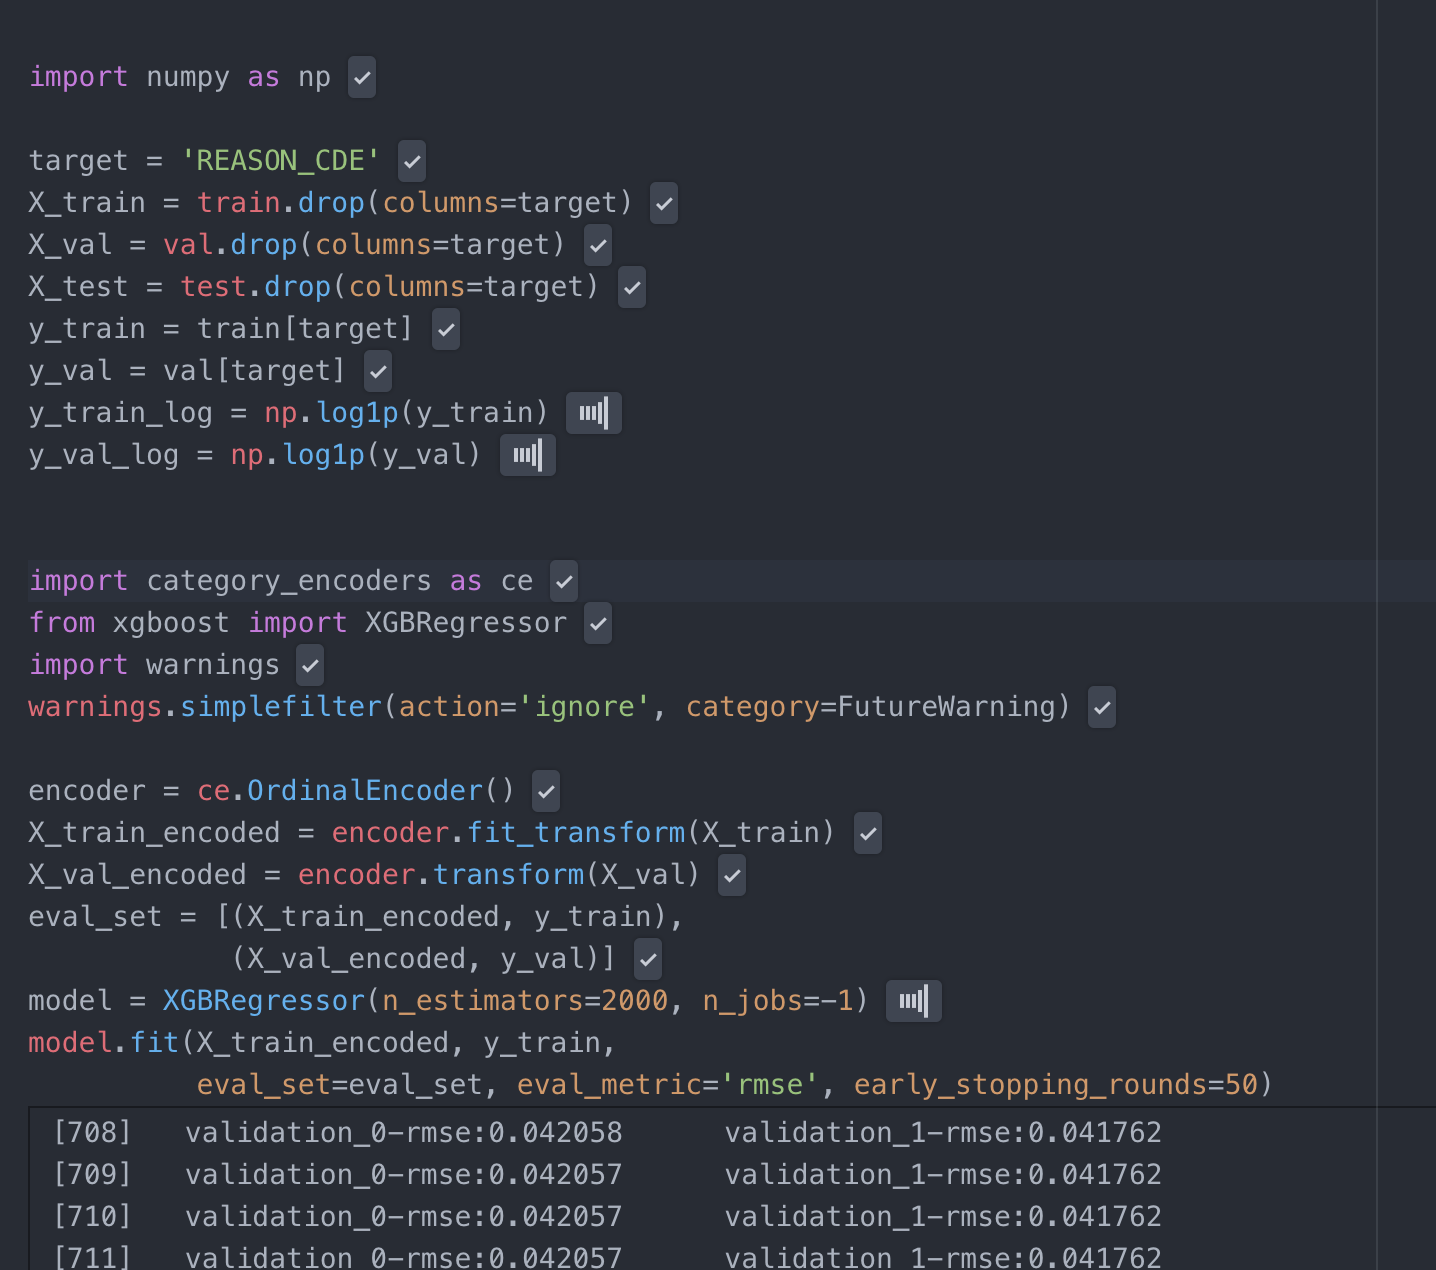 import numpy as np
target = 'REASON_CDE'
X_train = train.drop(columns=target)
X_val = val.drop(columns=target)
X_test = test.drop(columns=target)
y_train = train[target]
y_val = val[target]
y_train_log = np.log1p(y_train)
y_val_log = np.log1p(y_val)
import category_encoders as ce
from xgboost import XGBRegressor
import warnings
warnings.simplefilter(action='ignore', category=FutureWarning)
encoder = ce.OrdinalEncoder()
X_train_encoded = encoder.fit_transform(X_train)
X_val_encoded = encoder.transform(X_val)
eval_set = [(X_train_encoded, y_train),
            (X_val_encoded, y_val)]
model = XGBRegressor(n_estimators=2000, n_jobs=-1)
model.fit(X_train_encoded, y_train,
          eval_set=eval_set, eval_metric='rmse', early_stopping_rounds=50)
[708]   validation_0-rmse:0.042058      validation_1-rmse:0.041762
[709]   validation_0-rmse:0.042057      validation_1-rmse:0.041762
[710]   validation_0-rmse:0.042057      validation_1-rmse:0.041762
[711]   validation_0-rmse:0.042057      validation_1-rmse:0.041762